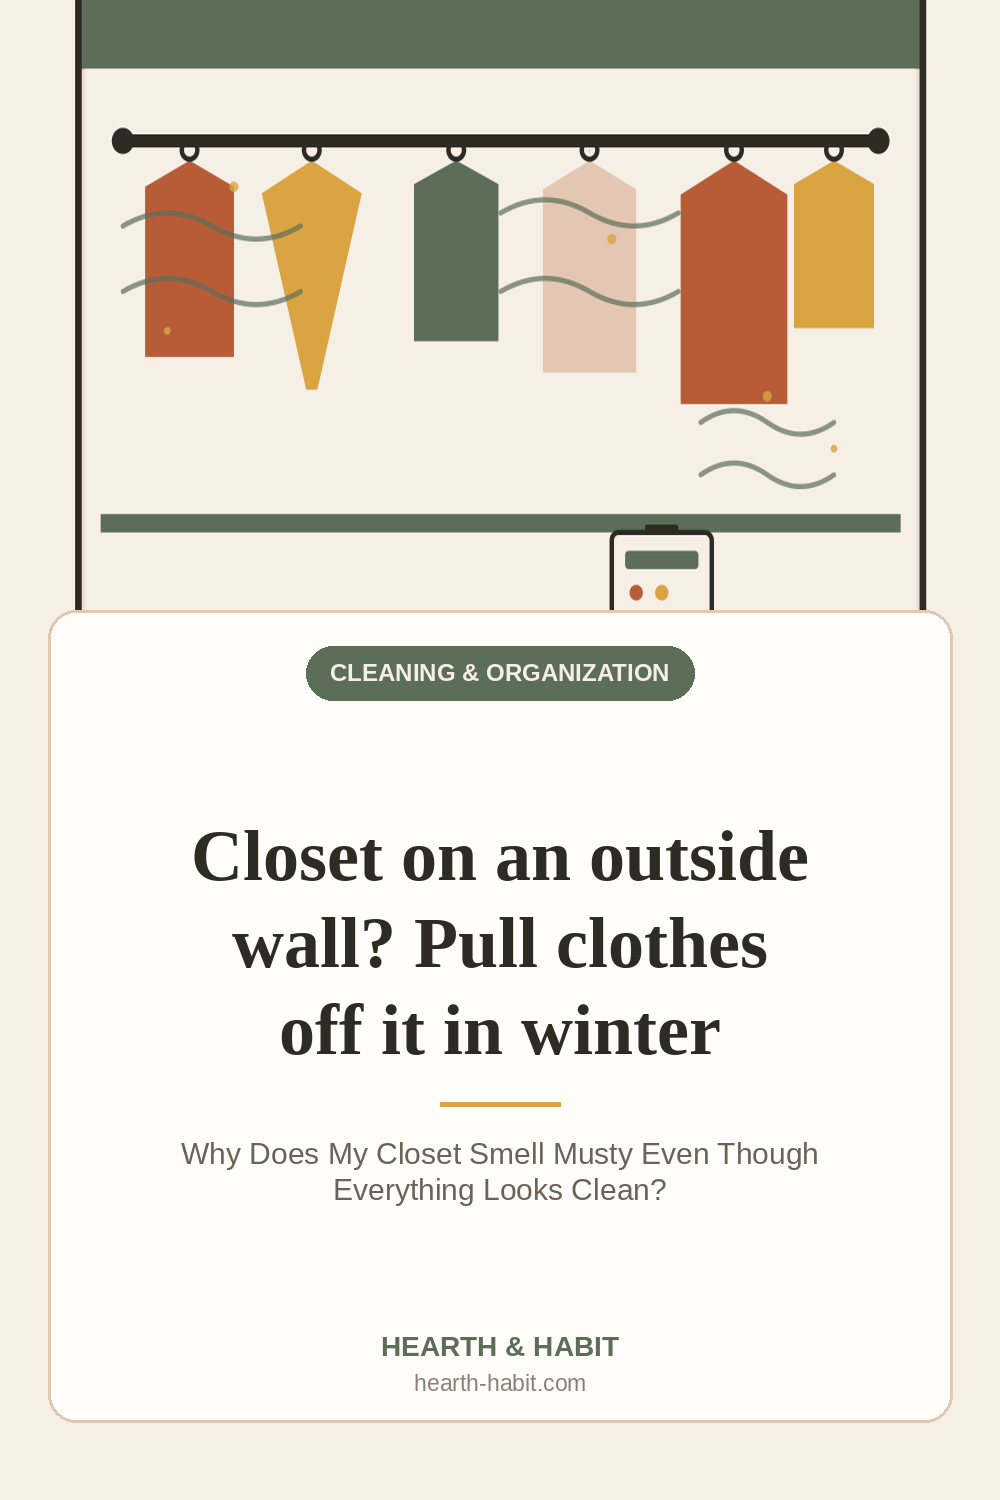 CLEANING & ORGANIZATION
Closet on an outside
wall? Pull clothes
off it in winter
Why Does My Closet Smell Musty Even Though
Everything Looks Clean?
HEARTH & HABIT
hearth-habit.com